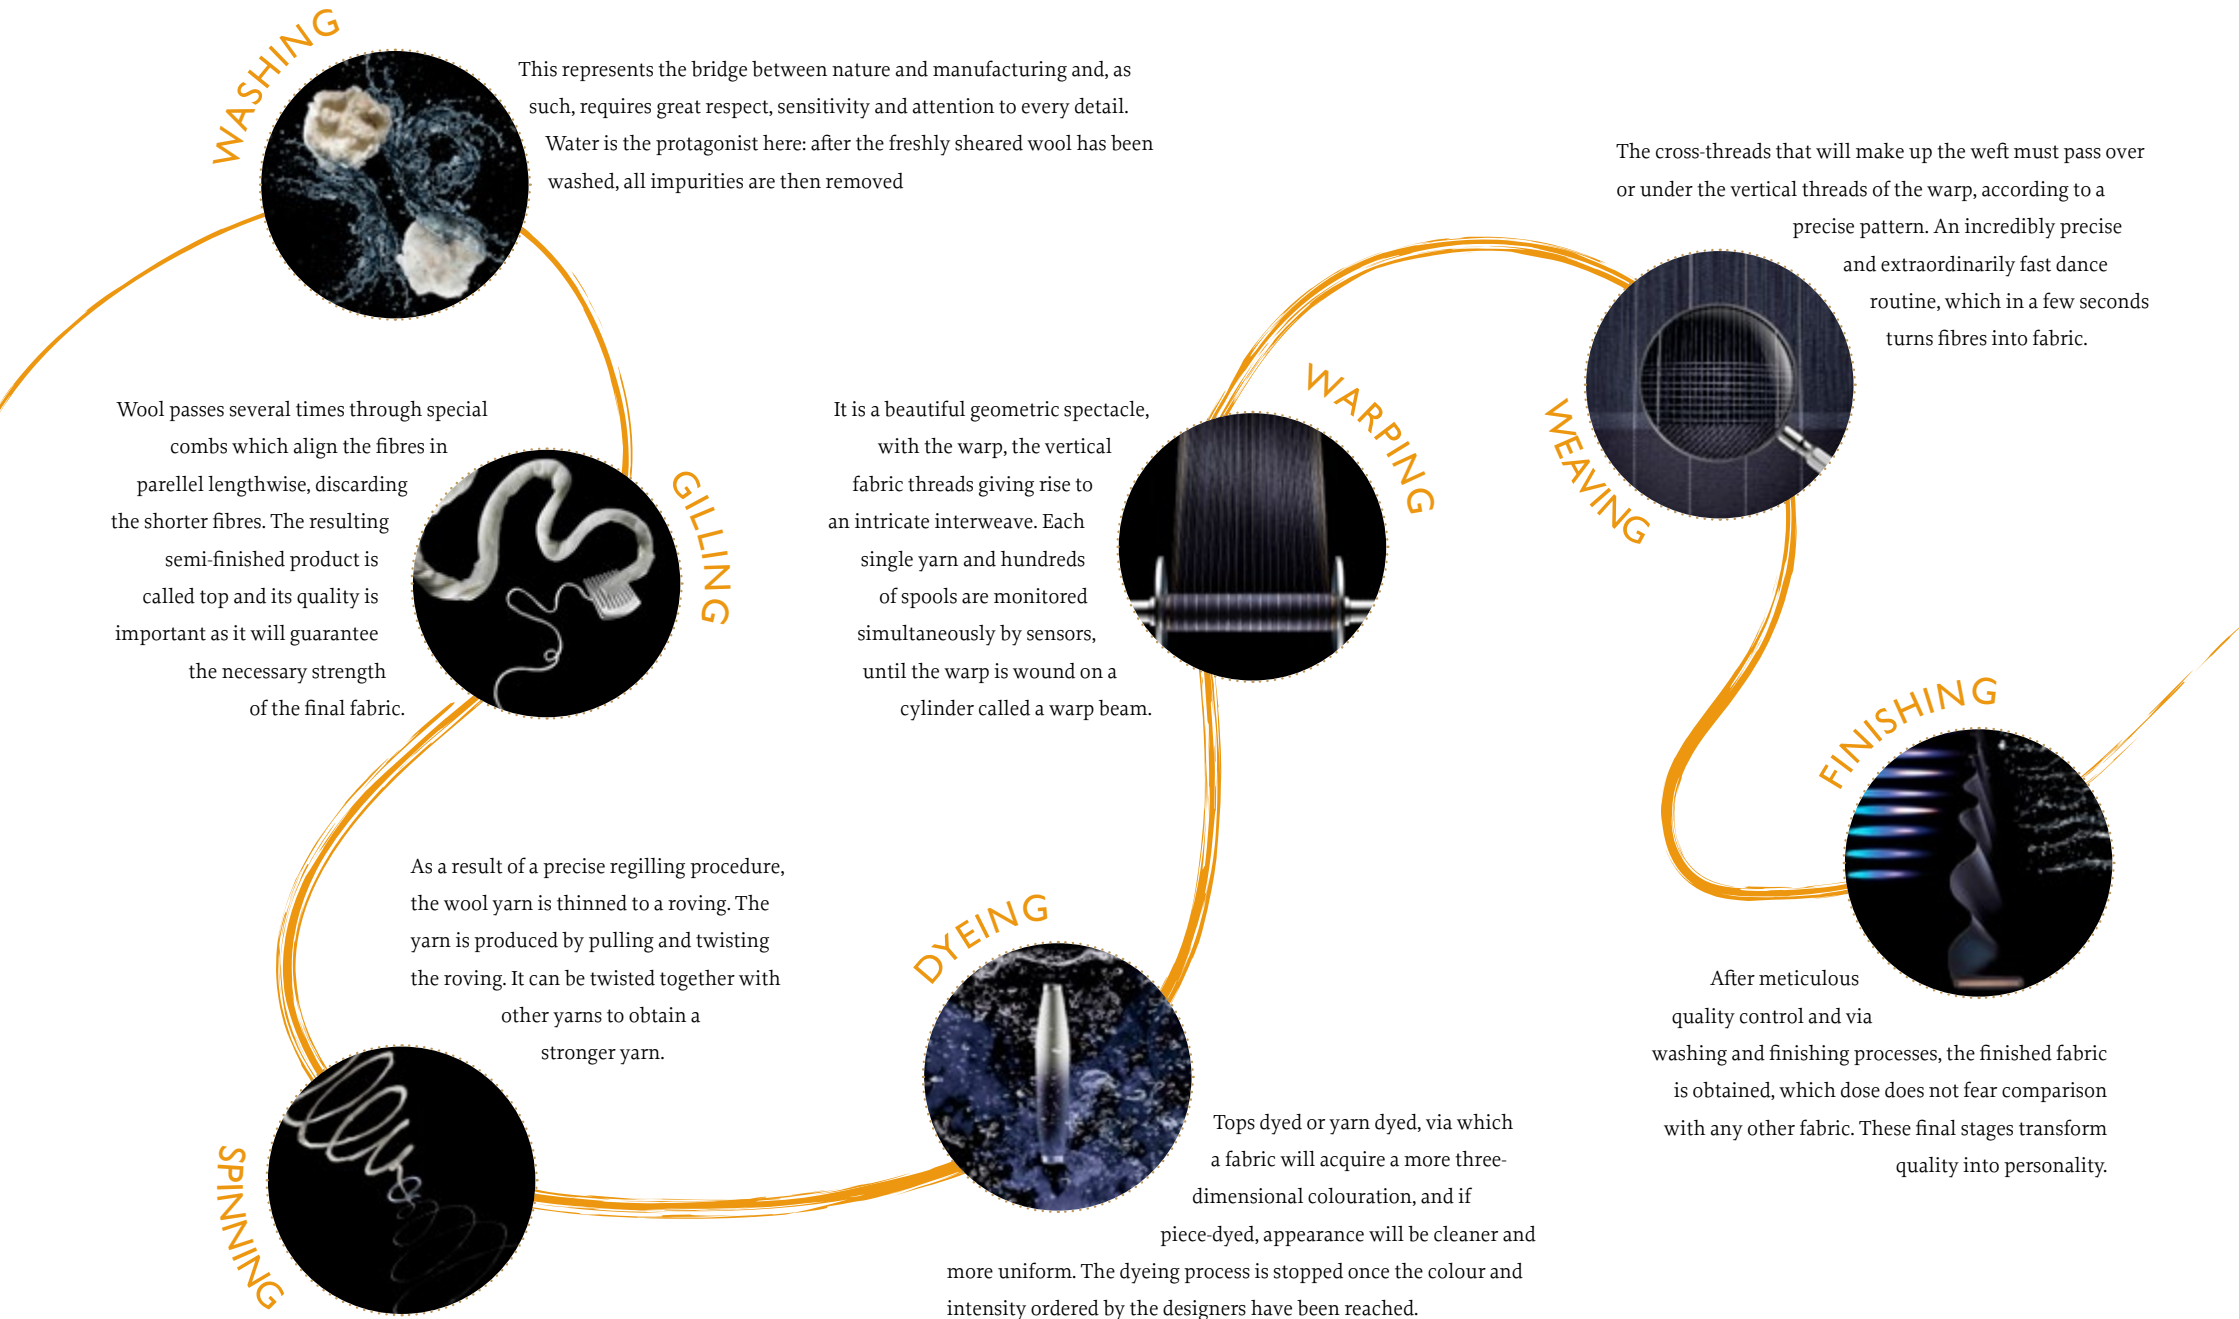 WASHING
This represents the bridge between nature and manufacturing and, as
such, requires great respect, sensitivity and attention to every detail.
Water is the protagonist here: after the freshly sheared wool has been
washed, all impurities are then removed
GILLING
Wool passes several times through special
combs which align the fibres in
parellel lengthwise, discarding
the shorter fibres. The resulting
semi-finished product is
called top and its quality is
important as it will guarantee
the necessary strength
of the final fabric.
SPINNING
As a result of a precise regilling procedure,
the wool yarn is thinned to a roving. The
yarn is produced by pulling and twisting
the roving. It can be twisted together with
other yarns to obtain a
stronger yarn.
DYEING
Tops dyed or yarn dyed, via which
a fabric will acquire a more three-
dimensional colouration, and if
piece-dyed, appearance will be cleaner and
more uniform. The dyeing process is stopped once the colour and
intensity ordered by the designers have been reached.
WARPING
It is a beautiful geometric spectacle,
with the warp, the vertical
fabric threads giving rise to
an intricate interweave. Each
single yarn and hundreds
of spools are monitored
simultaneously by sensors,
until the warp is wound on a
cylinder called a warp beam.
WEAVING
The cross-threads that will make up the weft must pass over
or under the vertical threads of the warp, according to a
precise pattern. An incredibly precise
and extraordinarily fast dance
routine, which in a few seconds
turns fibres into fabric.
FINISHING
After meticulous
quality control and via
washing and finishing processes, the finished fabric
is obtained, which dose does not fear comparison
with any other fabric. These final stages transform
quality into personality.